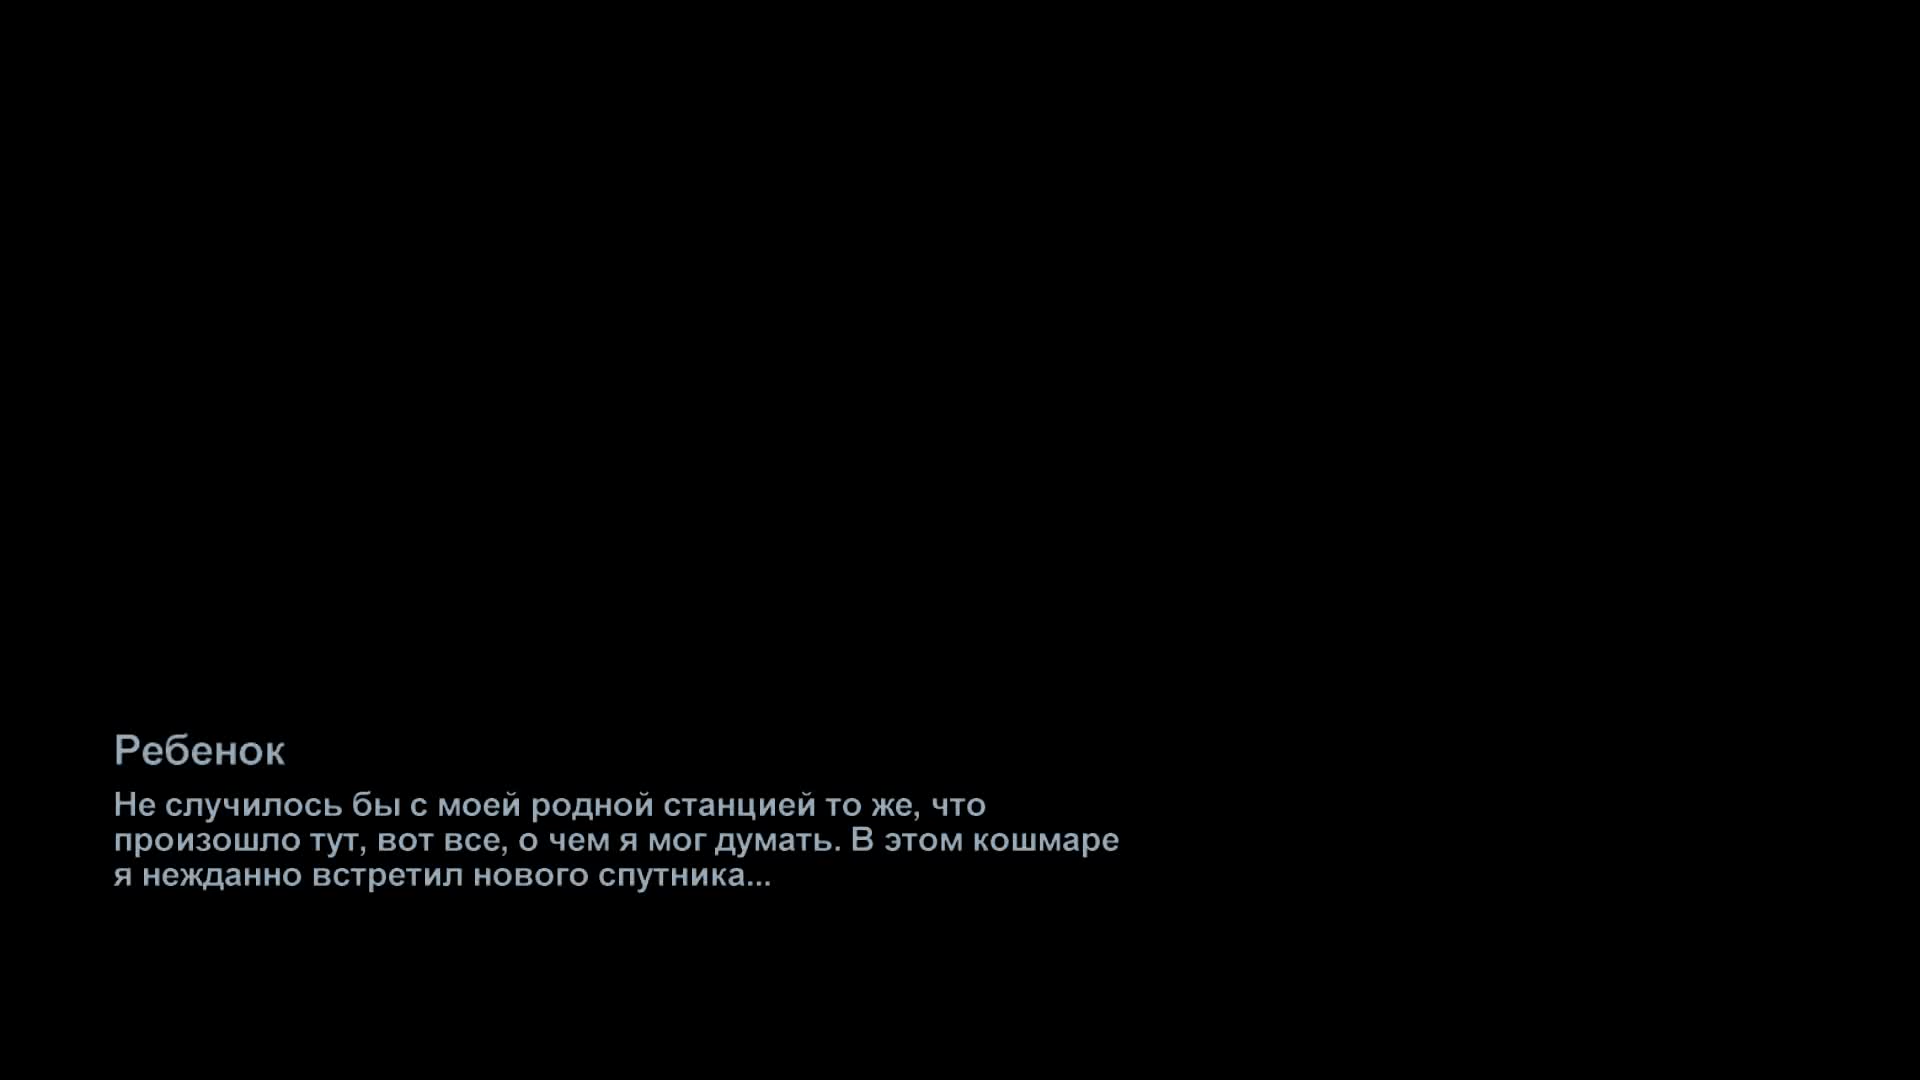 Ребенок
Не случилось бы с моей родной станцией то же, что
произошло тут, вот все, о чем я мог думать. В этом кошмаре
я нежданно встретил нового спутника...